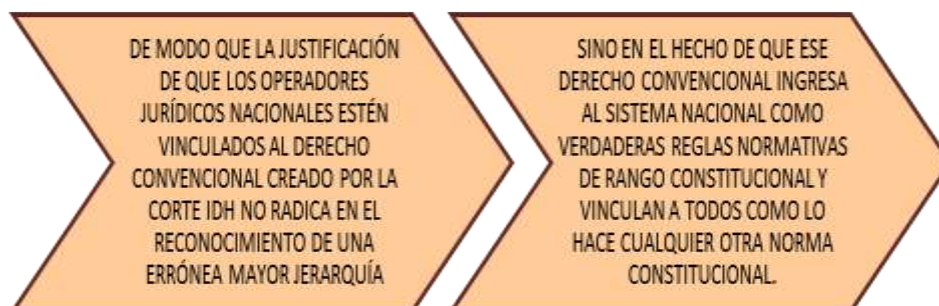 DE MODO QUE LA JUSTIFICACIÓN
DE QUE LOS OPERADORES
JURÍDICOS NACIONALES ESTÉN
VINCULADOS AL DERECHO
CONVENCIONAL CREADO POR LA
CORTE IDH NO RADICA EN EL
RECONOCIMIENTO DE UNA
ERRÓNEA MAYOR JERARQUÍA
SINO EN EL HECHO DE QUE ESE
DERECHO CONVENCIONAL INGRESA
AL SISTEMA NACIONAL COMO
VERDADERAS REGLAS NORMATIVAS
DE RANGO CONSTITUCIONAL Y
VINCULAN A TODOS COMO LO
HACE CUALQUIER OTRA NORMA
CONSTITUCIONAL.